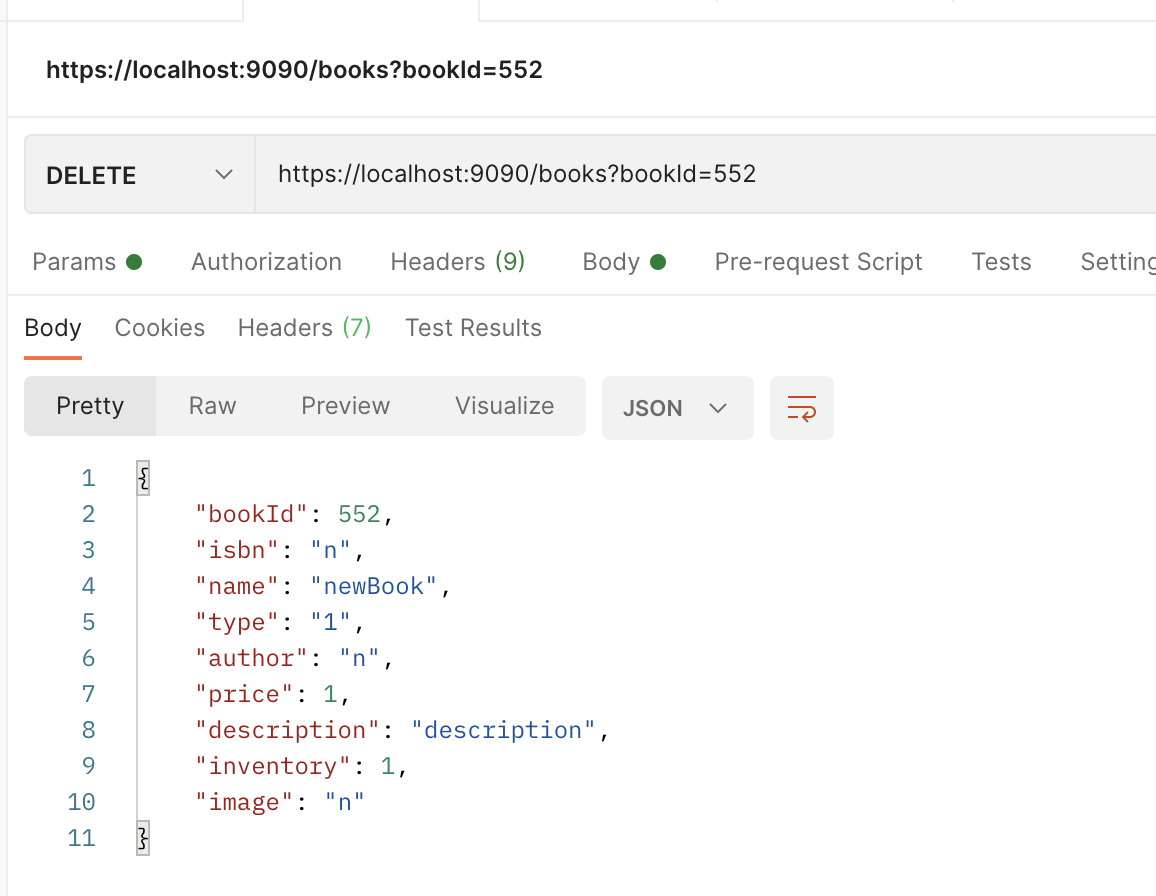 https://localhost:9090/books?bookId=552
DELETE https://localhost:9090/books?bookId=552
Params Authorization Headers (9) Body Pre-request Script Tests Setting
Body Cookies Headers (7) Test Results
Pretty Raw Preview Visualize JSON
1 {
2 "bookId": 552,
3 "isbn": "n",
4 "name": "newBook",
5 "type": "1",
6 "author": "n",
7 "price": 1,
8 "description": "description",
9 "inventory": 1,
10 "image": "n"
11 }